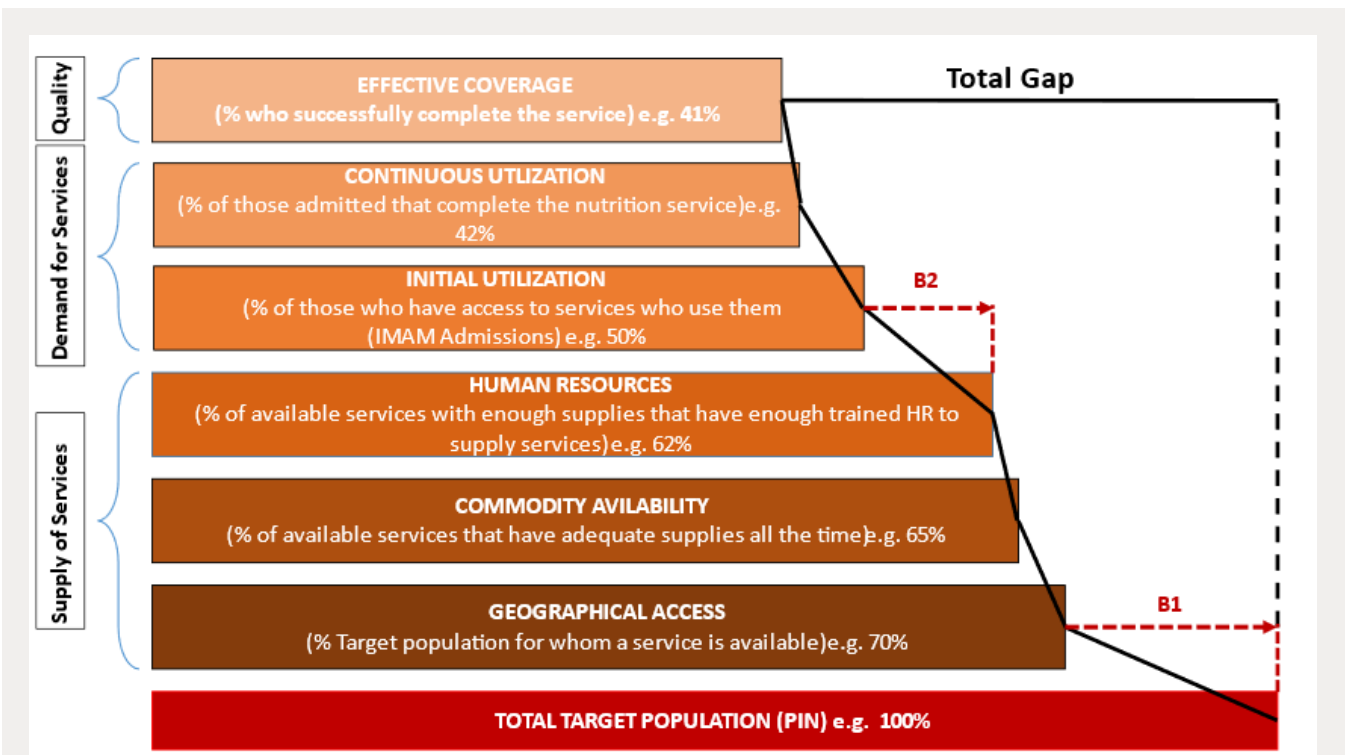 Quality
EFFECTIVE COVERAGE
(% who successfully complete the service) e.g. 41%
Total Gap
Demand for Services
CONTINUOUS UTLIZATION
(% of those admitted that complete the nutrition service)e.g.
42%
INITIAL UTILIZATION
(% of those who have access to services who use them
(IMAM Admissions) e.g. 50%
B2
Supply of Services
HUMAN RESOURCES
(% of available services with enough supplies that have enough trained HR to
supply services)e.g. 62%
COMMODITY AVILABILITY
(% of available services that have adequate supplies all the time)e.g. 65%
GEOGRAPHICAL ACCESS
(% Target population for whom a service is available)e.g. 70%
B1
TOTAL TARGET POPULATION (PIN) e.g. 100%